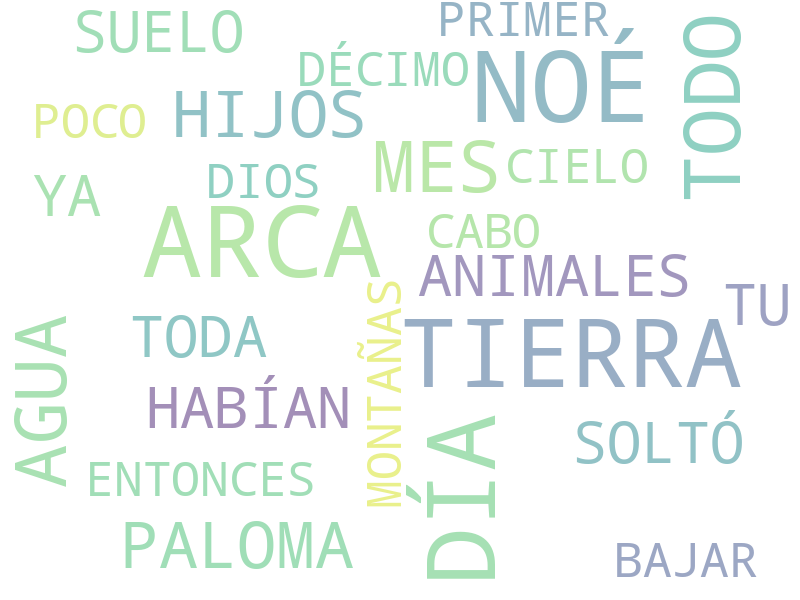 SUELO
PRIMER
DÉCIMO
NOÉ
TODO
POCO
HIJOS
MES
CIELO
YA
DIOS
ARCA
CABO
ANIMALES
TU
TODA
MONTAÑAS
TIERRA
AGUA
HABÍAN
DÍA
SOLTÓ
ENTONCES
PALOMA
BAJAR